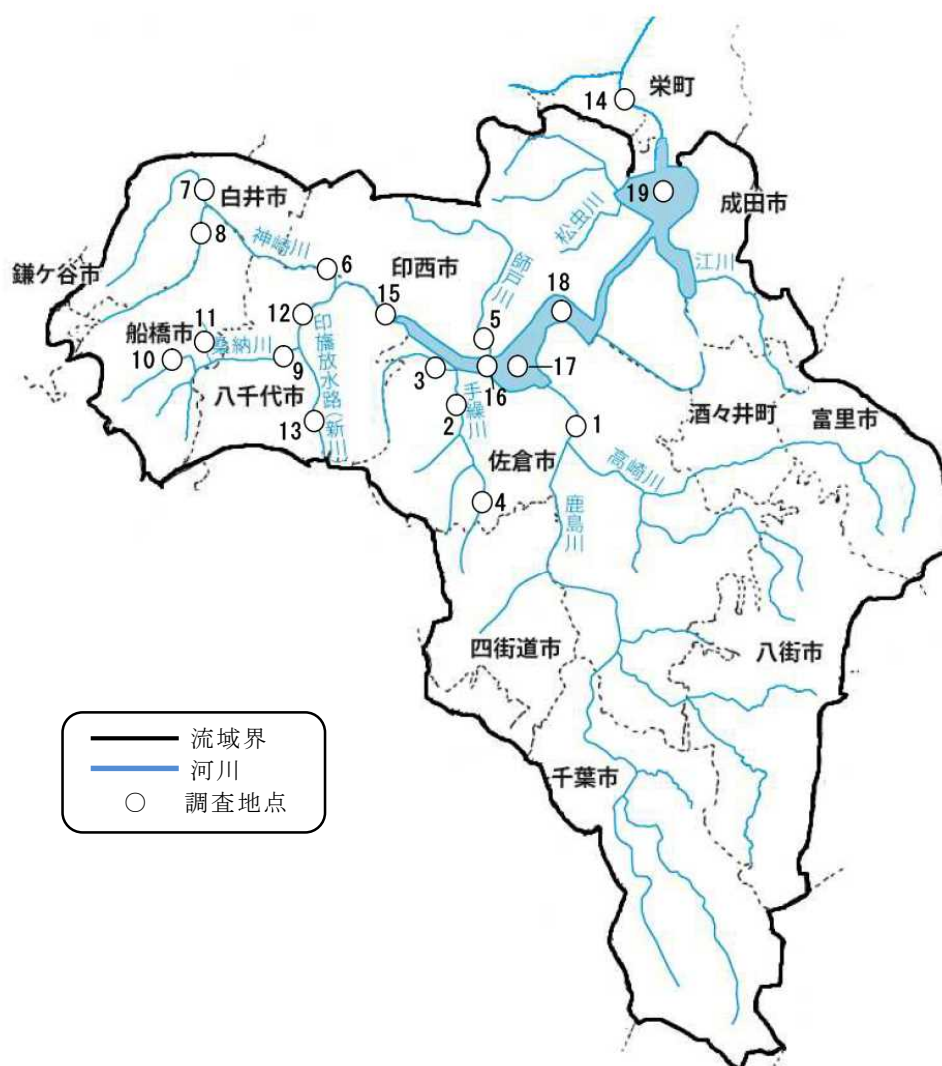 栄町
14
7
白井市
19
成田市
8
松虫川
神崎川
印西市
江川
鎌ケ谷市
6
師戸川
18
15
12
船橋市
11
5
印旛放水路(新川)
10
桑納川
9
3
16
17
八千代市
手繰川
酒々井町
2
富里市
13
1
佐倉市
高崎川
4
鹿島川
四街道市
八街市
流域界
河川
調査地点
千葉市